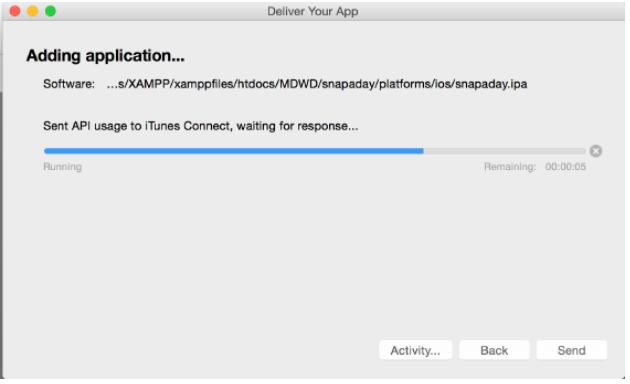 Deliver Your App
Adding application...
Software: ...s/XAMPP/xamppfiles/htdocs/MDWD/snapaday/platforms/ios/snapaday.ipa
Sent API usage to iTunes Connect, waiting for response...
Running Remaining: 00:00:05
Activity... Back Send